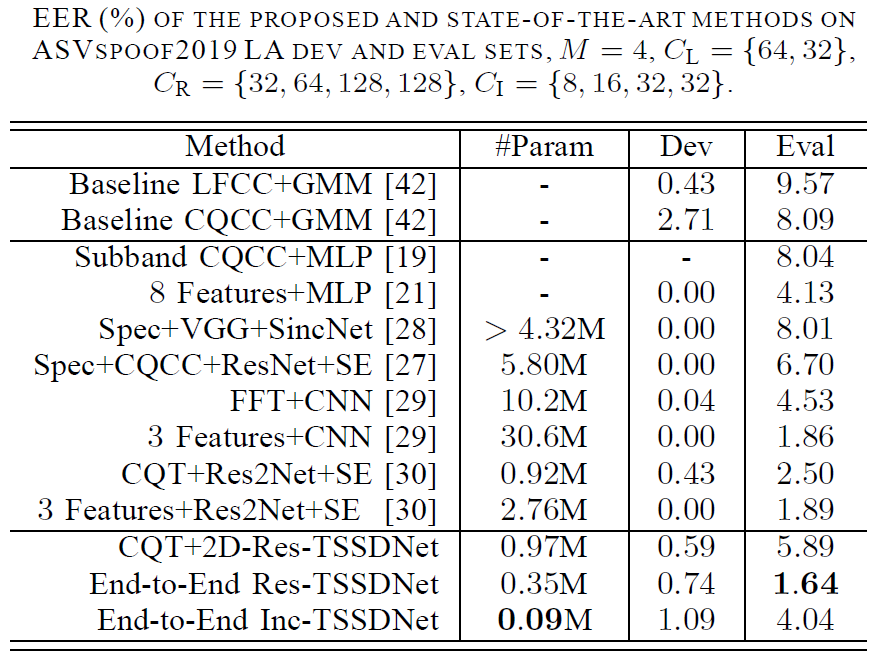 EER (%) OF THE PROPOSED AND STATE-OF-THE-ART METHODS ON
ASVSPOOF2019 LA DEV AND EVAL SETS, M = 4, C_L = {64, 32},
C_R = {32, 64, 128, 128}, C_I = {8, 16, 32, 32}.
Method #Param Dev Eval
Baseline LFCC+GMM [42] - 0.43 9.57
Baseline CQCC+GMM [42] - 2.71 8.09
Subband CQCC+MLP [19] - - 8.04
8 Features+MLP [21] - 0.00 4.13
Spec+VGG+SincNet [28] > 4.32M 0.00 8.01
Spec+CQCC+ResNet+SE [27] 5.80M 0.00 6.70
FFT+CNN [29] 10.2M 0.04 4.53
3 Features+CNN [29] 30.6M 0.00 1.86
CQT+Res2Net+SE [30] 0.92M 0.43 2.50
3 Features+Res2Net+SE [30] 2.76M 0.00 1.89
CQT+2D-Res-TSSDNet 0.97M 0.59 5.89
End-to-End Res-TSSDNet 0.35M 0.74 1.64
End-to-End Inc-TSSDNet 0.09M 1.09 4.04